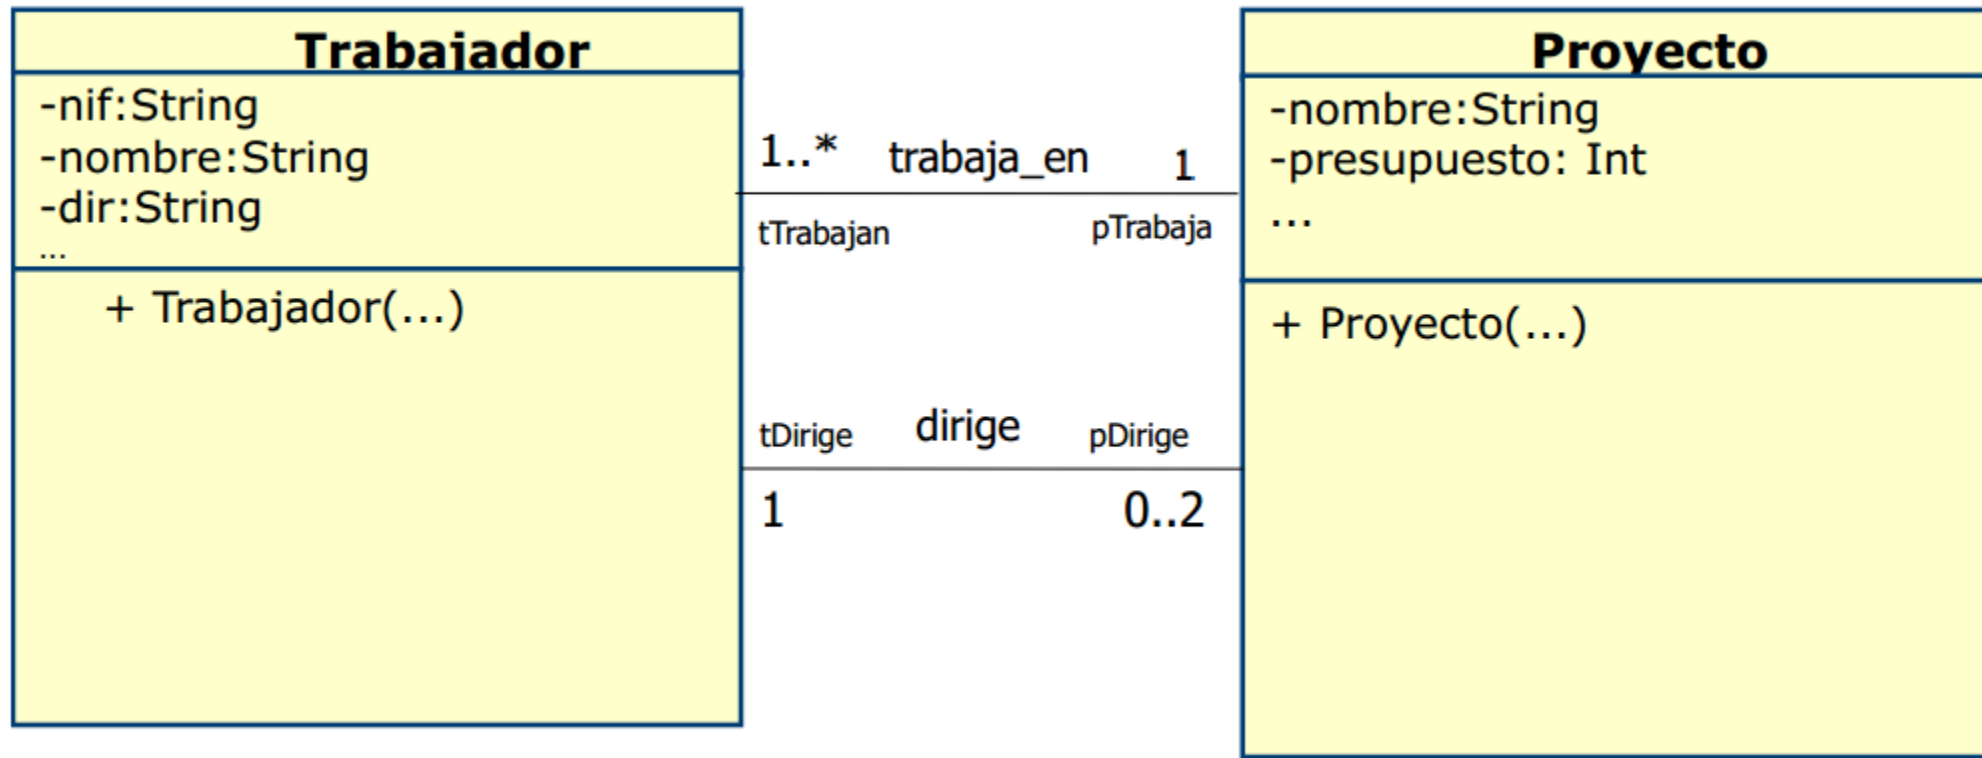 Trabajador
-nif:String
-nombre:String
-dir:String
...
+ Trabajador(...)
1..* trabaja_en 1
tTrabajan pTrabaja
tDirige dirige pDirige
1 0..2
Proyecto
-nombre:String
-presupuesto: Int
...
+ Proyecto(...)